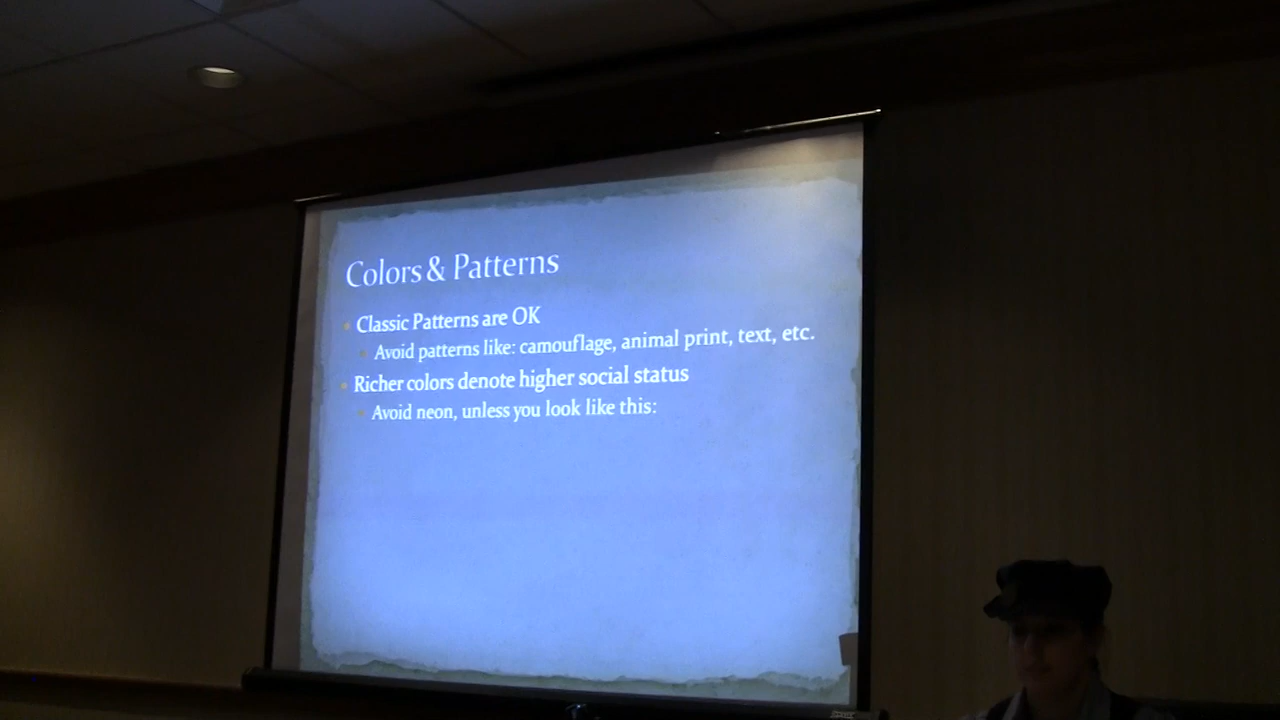 Colors & Patterns
Classic Patterns are OK
Avoid patterns like: camouflage, animal print, text, etc.
Richer colors denote higher social status
Avoid neon, unless you look like this: